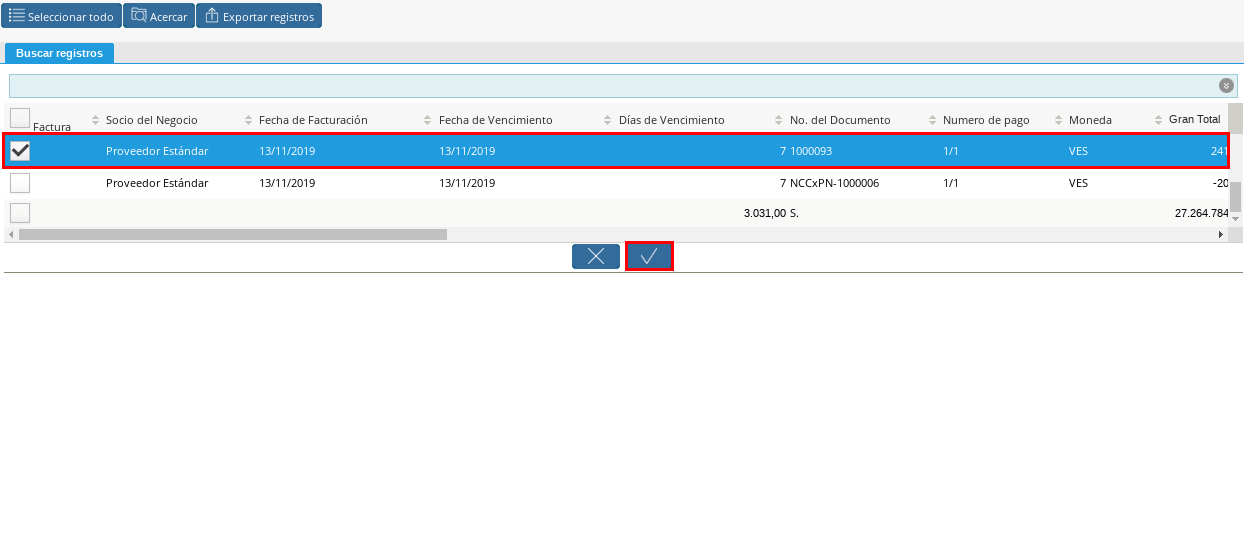 Seleccionar todo Acercar Exportar registros
Buscar registros
Factura Socio del Negocio Fecha de Facturación Fecha de Vencimiento Días de Vencimiento No. del Documento Numero de pago Moneda Gran Total
Proveedor Estándar 13/11/2019 13/11/2019 7 1000093 1/1 VES 241
Proveedor Estándar 13/11/2019 13/11/2019 7 NCCxPN-1000006 1/1 VES -20
3.031,00 S. 27.264.784